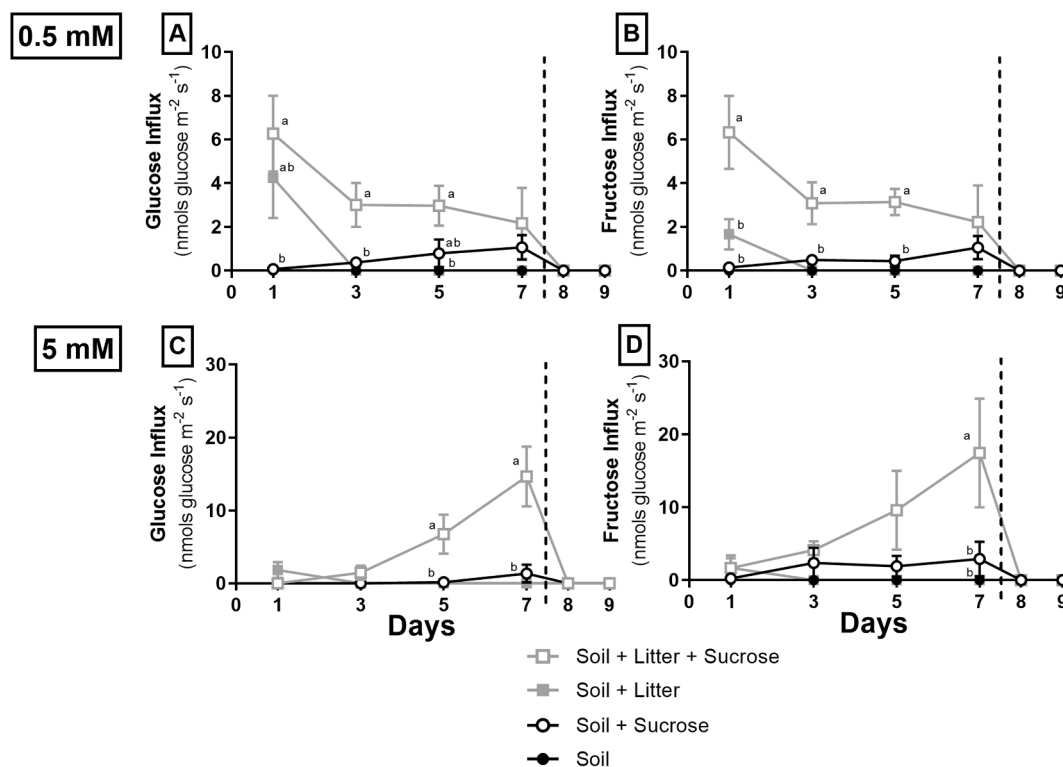 0.5 mM
A
B
Glucose Influx
(nmols glucose m-2 s-1)
10
8
6
4
2
0
a
ab
a
a
b
b
ab
b
0 1 3 5 7 8 9
Fructose Influx
(nmols glucose m-2 s-1)
10
8
6
4
2
0
a
b
b
a
b
a
b
0 1 3 5 7 8 9
5 mM
C
D
Glucose Influx
(nmols glucose m-2 s-1)
30
20
10
0
a
a
b
b
0 1 3 5 7 8 9
Days
Fructose Influx
(nmols glucose m-2 s-1)
30
20
10
0
a
b
b
0 1 3 5 7 8 9
Days
Soil + Litter + Sucrose
Soil + Litter
Soil + Sucrose
Soil